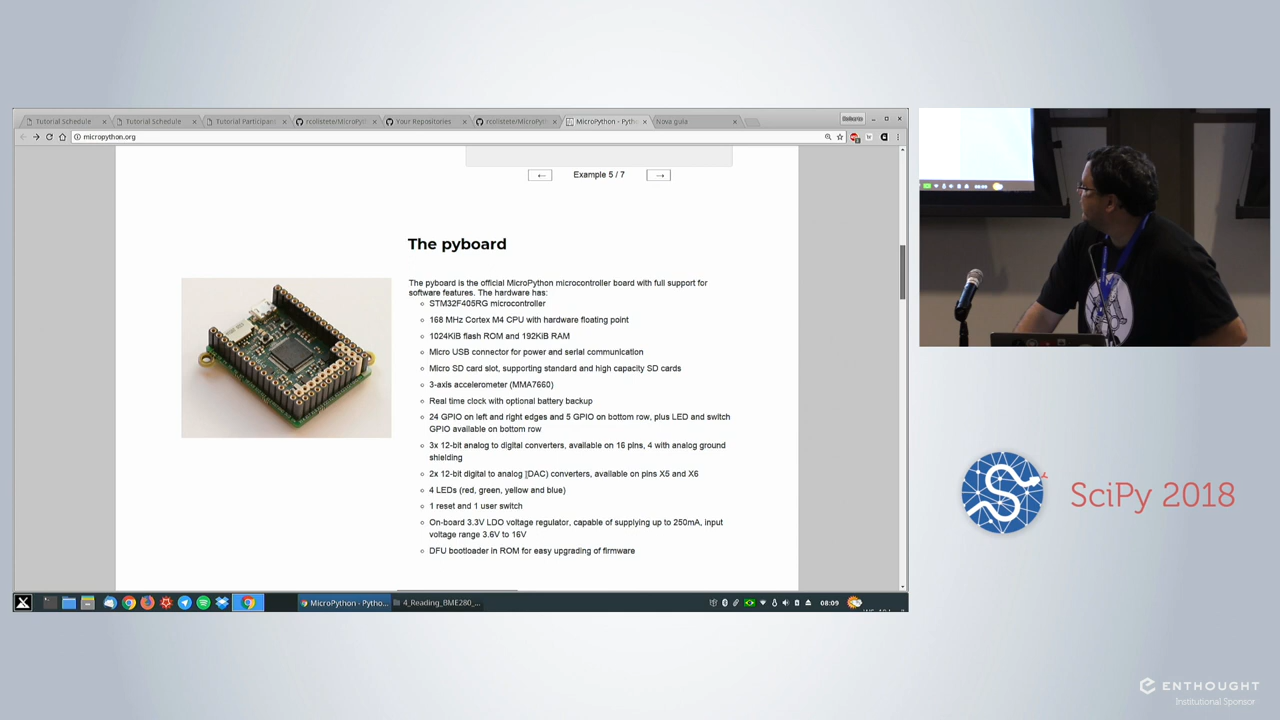 Tutorial Schedule
Tutorial Schedule
Tutorial Participan
rcolistete/MicroPy
Your Repositories
rcolistete/MicroPyt
MicroPython - Pyth
Nova guia
micropython.org
Example 5 / 7
The pyboard
The pyboard is the official MicroPython microcontroller board with full support for
software features. The hardware has:
STM32F405RG microcontroller
168 MHz Cortex M4 CPU with hardware floating point
1024KiB flash ROM and 192KiB RAM
Micro USB connector for power and serial communication
Micro SD card slot, supporting standard and high capacity SD cards
3-axis accelerometer (MMA7660)
Real time clock with optional battery backup
24 GPIO on left and right edges and 5 GPIO on bottom row, plus LED and switch
GPIO available on bottom row
3x 12-bit analog to digital converters, available on 16 pins, 4 with analog ground
shielding
2x 12-bit digital to analog (DAC) converters, available on pins X5 and X6
4 LEDs (red, green, yellow and blue)
1 reset and 1 user switch
On-board 3.3V LDO voltage regulator, capable of supplying up to 250mA, input
voltage range 3.6V to 16V
DFU bootloader in ROM for easy upgrading of firmware
MicroPython - Pytho...
4_Reading_BME280_...
08:09
SciPy 2018
ENTHOUGHT
Institutional Sponsor